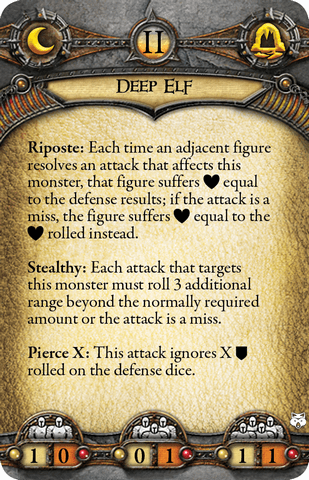 II
DEEP ELF
Riposte: Each time an adjacent figure
resolves an attack that affects this
monster, that figure suffers ♥ equal
to the defense results; if the attack is a
miss, the figure suffers ♥ equal to the
♥ rolled instead.
Stealthy: Each attack that targets
this monster must roll 3 additional
range beyond the normally required
amount or the attack is a miss.
Pierce X: This attack ignores X
rolled on the defense dice.
1 0 0 1 1 1